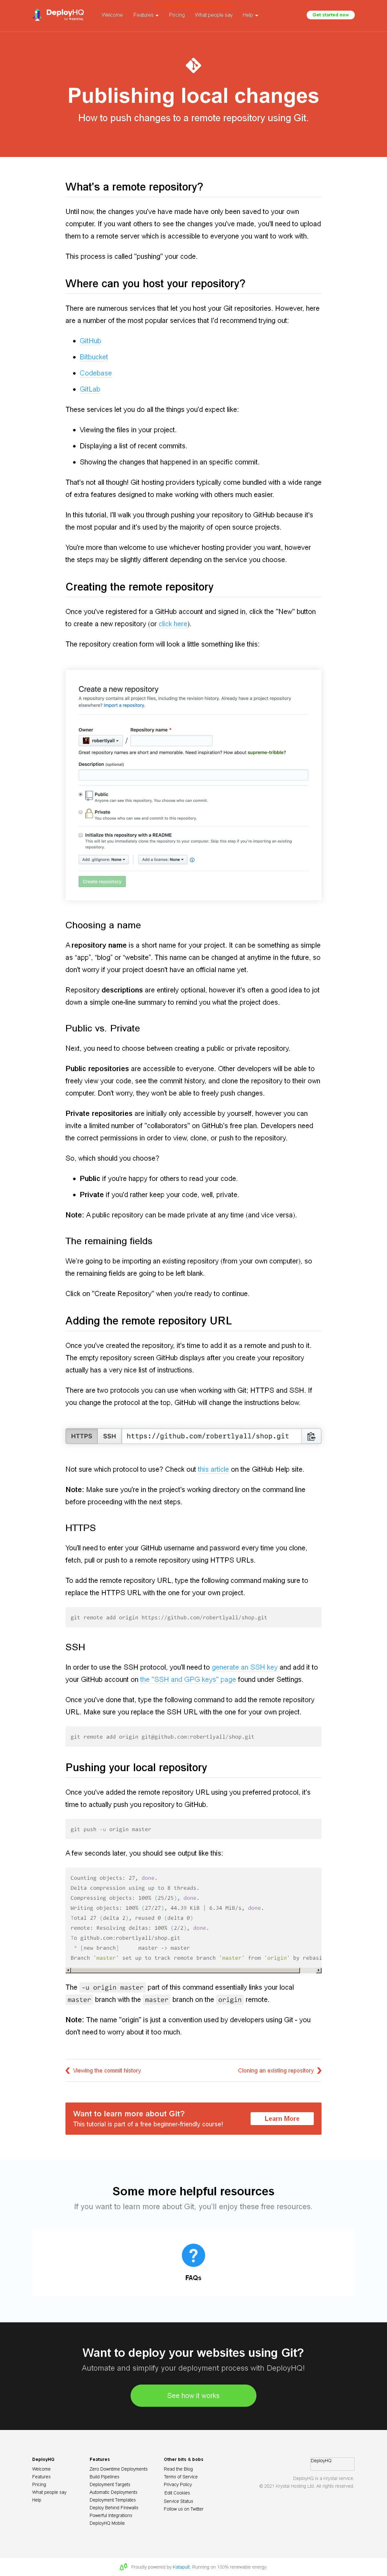 DeployHQ
Welcome
Features
Pricing
What people say
Help
Get started now
Publishing local changes
How to push changes to a remote repository using Git.
What's a remote repository?
Until now, the changes you've have made have only been saved to your own
computer. If you want others to see the changes you've made, you'll need to upload
them to a remote server which is accessible to everyone you want to work with.
This process is called "pushing" your code.
Where can you host your repository?
There are numerous services that let you host your Git repositories. However, here
are a number of the most popular services that I'd recommend trying out:
GitHub
Bitbucket
Codebase
GitLab
These services let you do all the things you'd expect like:
Viewing the files in your project.
Displaying a list of recent commits.
Showing the changes that happened in an specific commit.
That's not all though! Git hosting providers typically come bundled with a wide range
of extra features designed to make working with others much easier.
In this tutorial, I'll walk you through pushing your repository to GitHub because it's
the most popular and it's used by the majority of open source projects.
You're more than welcome to use whichever hosting provider you want, however
the steps may be slightly different depending on the service you choose.
Creating the remote repository
Once you've registered for a GitHub account and signed in, click the "New" button
to create a new repository (or click here).
The repository creation form will look a little something like this:
Create a new repository
A repository contains all project files, including the revision history. Already have a project repository
elsewhere? Import a repository.
Owner
Repository name *
robertlyall /
Great repository names are short and memorable. Need inspiration? How about supreme-tribble?
Description (optional)
Public
Anyone can see this repository. You choose who can commit.
Private
You choose who can see and commit to this repository.
Initialize this repository with a README
This will let you immediately clone the repository to your computer. Skip this step if you're importing an existing
repository.
Add .gitignore: None
Add a license: None
Create repository
Choosing a name
A repository name is a short name for your project. It can be something as simple
as “app”, “blog” or “website”. This name can be changed at anytime in the future, so
don't worry if your project doesn't have an official name yet.
Repository descriptions are entirely optional, however it's often a good idea to jot
down a simple one-line summary to remind you what the project does.
Public vs. Private
Next, you need to choose between creating a public or private repository.
Public repositories are accessible to everyone. Other developers will be able to
freely view your code, see the commit history, and clone the repository to their own
computer. Don't worry, they won't be able to freely push changes.
Private repositories are initially only accessible by yourself, however you can
invite a limited number of "collaborators" on GitHub's free plan. Developers need
the correct permissions in order to view, clone, or push to the repository.
So, which should you choose?
Public if you're happy for others to read your code.
Private if you'd rather keep your code, well, private.
Note: A public repository can be made private at any time (and vice versa).
The remaining fields
We're going to be importing an existing repository (from your own computer), so
the remaining fields are going to be left blank.
Click on "Create Repository" when you're ready to continue.
Adding the remote repository URL
Once you've created the repository, it's time to add it as a remote and push to it.
The empty repository screen GitHub displays after you create your repository
actually has a very nice list of instructions.
There are two protocols you can use when working with Git; HTTPS and SSH. If
you change the protocol at the top, GitHub will change the instructions below.
HTTPS SSH https://github.com/robertlyall/shop.git
Not sure which protocol to use? Check out this article on the GitHub Help site.
Note: Make sure you're in the project's working directory on the command line
before proceeding with the next steps.
HTTPS
You'll need to enter your GitHub username and password every time you clone,
fetch, pull or push to a remote repository using HTTPS URLs.
To add the remote repository URL, type the following command making sure to
replace the HTTPS URL with the one for your own project.
git remote add origin https://github.com/robertlyall/shop.git
SSH
In order to use the SSH protocol, you'll need to generate an SSH key and add it to
your GitHub account on the "SSH and GPG keys" page found under Settings.
Once you've done that, type the following command to add the remote repository
URL. Make sure you replace the SSH URL with the one for your own project.
git remote add origin git@github.com:robertlyall/shop.git
Pushing your local repository
Once you've added the remote repository URL using you preferred protocol, it's
time to actually push you repository to GitHub.
git push -u origin master
A few seconds later, you should see output like this:
Counting objects: 27, done.
Delta compression using up to 8 threads.
Compressing objects: 100% (25/25), done.
Writing objects: 100% (27/27), 44.39 KiB | 6.34 MiB/s, done.
Total 27 (delta 2), reused 0 (delta 0)
remote: Resolving deltas: 100% (2/2), done.
To github.com:robertlyall/shop.git
* [new branch] master -> master
Branch 'master' set up to track remote branch 'master' from 'origin' by rebasi
The -u origin master part of this command essentially links your local
master branch with the master branch on the origin remote.
Note: The name "origin" is just a convention used by developers using Git - you
don't need to worry about it too much.
Viewing the commit history
Cloning an existing repository
Want to learn more about Git?
This tutorial is part of a free beginner-friendly course!
Learn More
Some more helpful resources
If you want to learn more about Git, you'll enjoy these free resources.
?
FAQs
Want to deploy your websites using Git?
Automate and simplify your deployment process with DeployHQ!
See how it works
DeployHQ
Welcome
Features
Pricing
What people say
Help
Features
Zero Downtime Deployments
Build Pipelines
Deployment Targets
Automatic Deployments
Deployment Templates
Deploy Behind Firewalls
Powerful Integrations
DeployHQ Mobile
Other bits & bobs
Read the Blog
Terms of Service
Privacy Policy
Edit Cookies
Service Status
Follow us on Twitter
DeployHQ
DeployHQ is a Krystal service.
© 2021 Krystal Hosting Ltd. All rights reserved.
Proudly powered by Katapult. Running on 100% renewable energy.